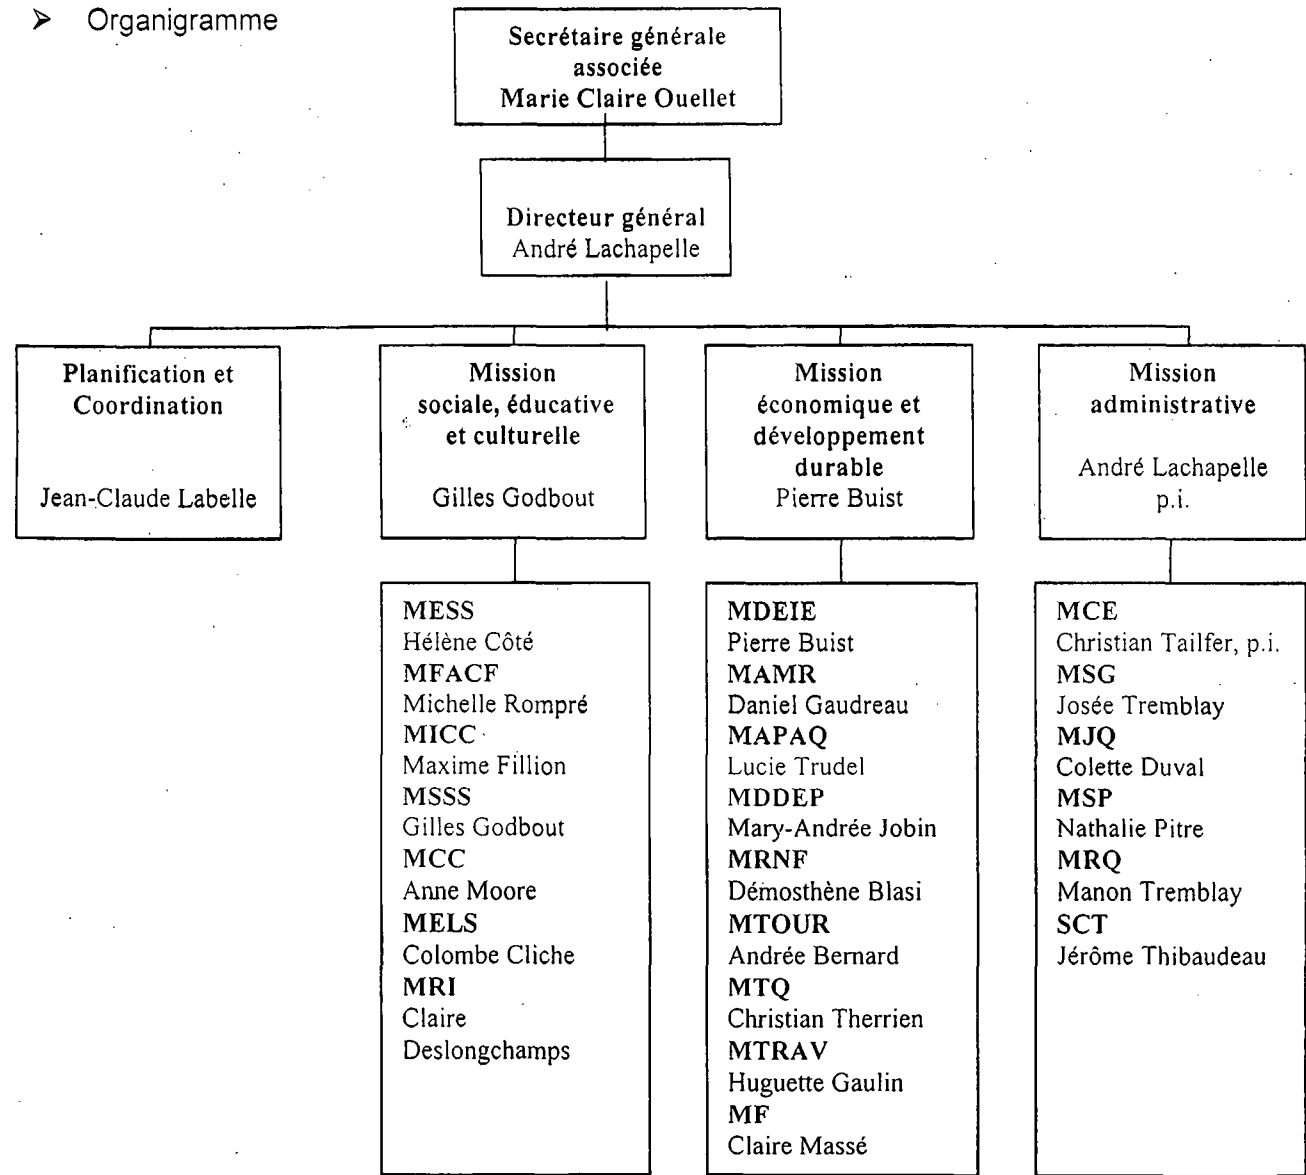 ➤ Organigramme
Secrétaire générale
associée
Marie Claire Ouellet
Directeur général
André Lachapelle
Planification et
Coordination
Jean-Claude Labelle
Mission
sociale, éducative
et culturelle
Gilles Godbout
Mission
économique et
développement
durable
Pierre Buist
Mission
administrative
André Lachapelle
p.i.
MESS
Hélène Côté
MFACF
Michelle Rompré
MICC
Maxime Fillion
MSSS
Gilles Godbout
MCC
Anne Moore
MELS
Colombe Cliche
MRI
Claire
Deslongchamps
MDEIE
Pierre Buist
MAMR
Daniel Gaudreau
MAPAQ
Lucie Trudel
MDDEP
Mary-Andrée Jobin
MRNF
Démosthène Blasi
MTOUR
Andrée Bernard
MTQ
Christian Therrien
MTRAV
Huguette Gaulin
MF
Claire Massé
MCE
Christian Tailfer, p.i.
MSG
Josée Tremblay
MJQ
Colette Duval
MSP
Nathalie Pitre
MRQ
Manon Tremblay
SCT
Jérôme Thibaudeau